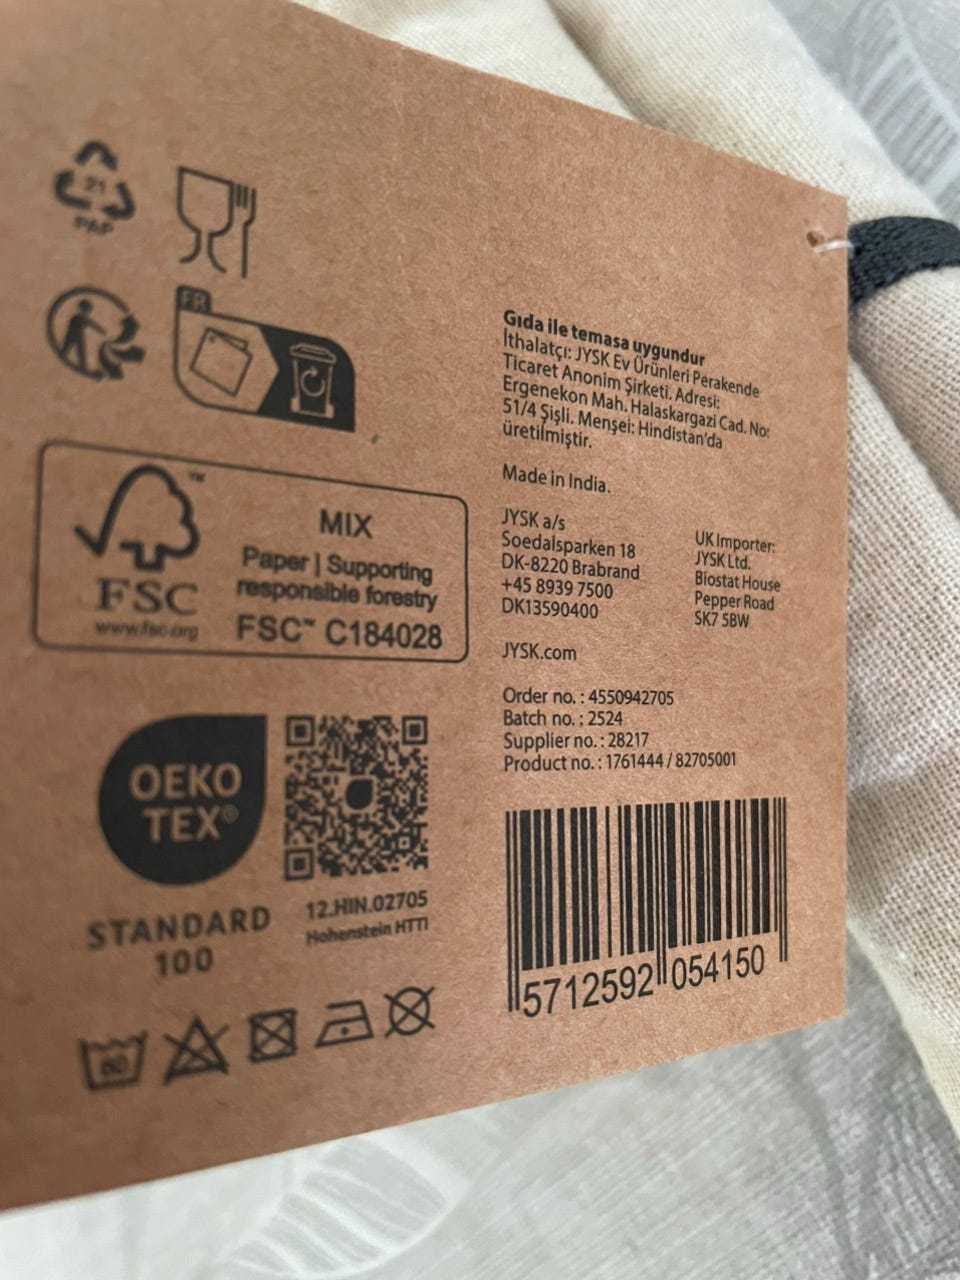 21
PAP
FR
FSC
www.fsc.org
MIX
Paper | Supporting
responsible forestry
FSC™ C184028
OEKO
TEX®
STANDARD
100
12.HIN.02705
Hohenstein HTTI
60
Gıda ile temasa uygundur
İthalatçı: JYSK Ev Ürünleri Perakende
Ticaret Anonim Şirketi. Adresi:
Ergenekon Mah. Halaskargazi Cad. No:
51/4 Şişli. Menşei: Hindistan'da
üretilmiştir.
Made in India.
JYSK a/s
Soedalsparken 18
DK-8220 Brabrand
+45 8939 7500
DK13590400
JYSK.com
UK Importer:
JYSK Ltd.
Biostat House
Pepper Road
SK7 5BW
Order no. : 4550942705
Batch no. : 2524
Supplier no. : 28217
Product no. : 1761444 / 82705001
5712592 054150